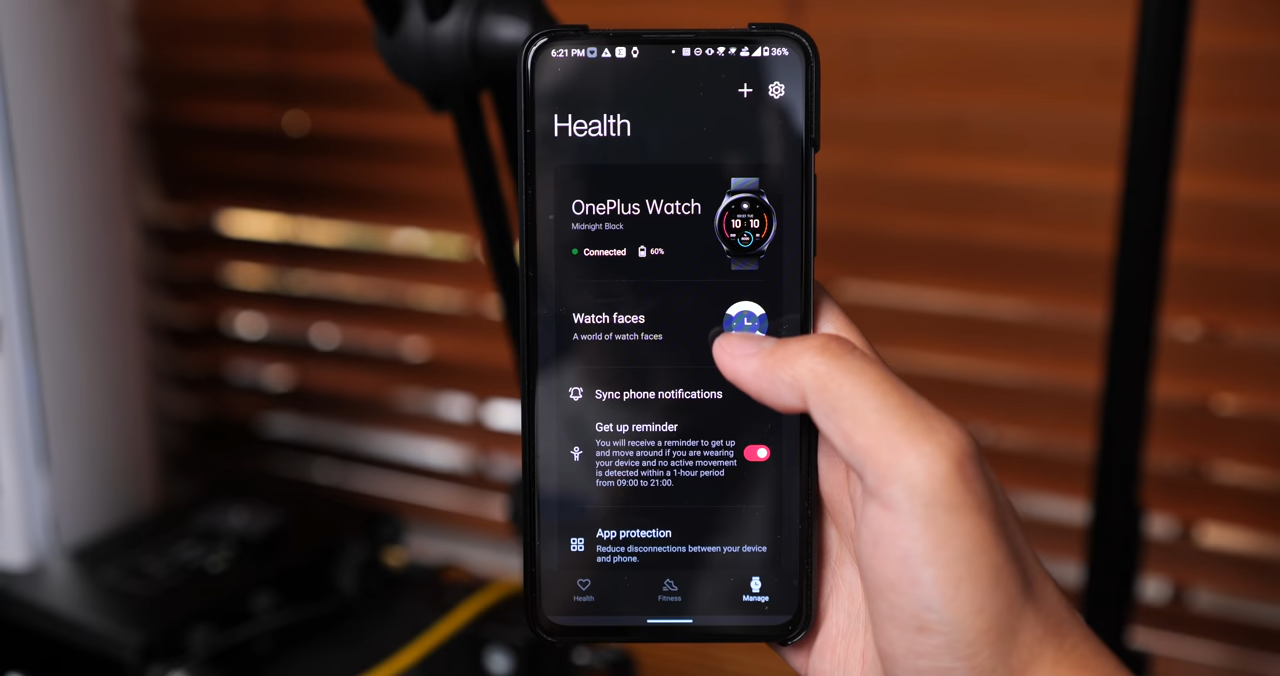 6:21 PM 36%
Health
OnePlus Watch
Midnight Black
Connected 60%
10:10
Watch faces
A world of watch faces
Sync phone notifications
Get up reminder
You will receive a reminder to get up
and move around if you are wearing
your device and no active movement
is detected within a 1-hour period
from 09:00 to 21:00.
App protection
Reduce disconnections between your device
and phone.
Health Fitness Manage